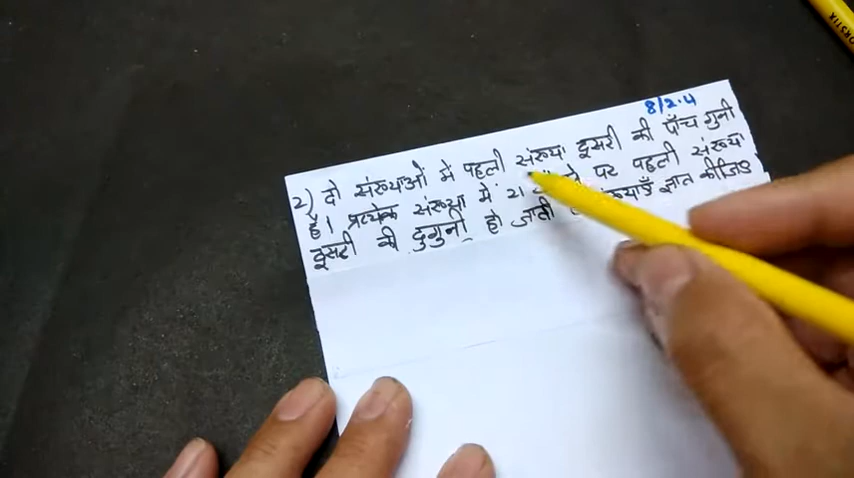 8/2.4
2) दो संख्याओं में पहली संख्या दूसरी की पाँच गुनी
है। प्रत्येक संख्या में 21 पर पहली संख्या
दूसरी की दुगुनी हो जाती संख्याएँ ज्ञात कीजिए